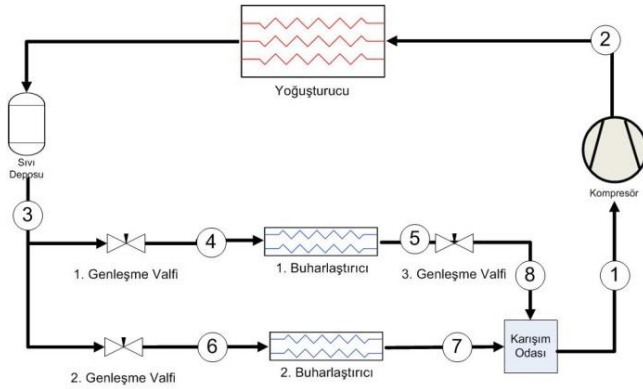 2
Yoğuşturucu
Sıvı
Deposu
Kompresör
3
4
5
1
1. Genleşme Valfi
1. Buharlaştırıcı
3. Genleşme Valfi
8
6
7
Karışım
Odası
2. Genleşme Valfi
2. Buharlaştırıcı